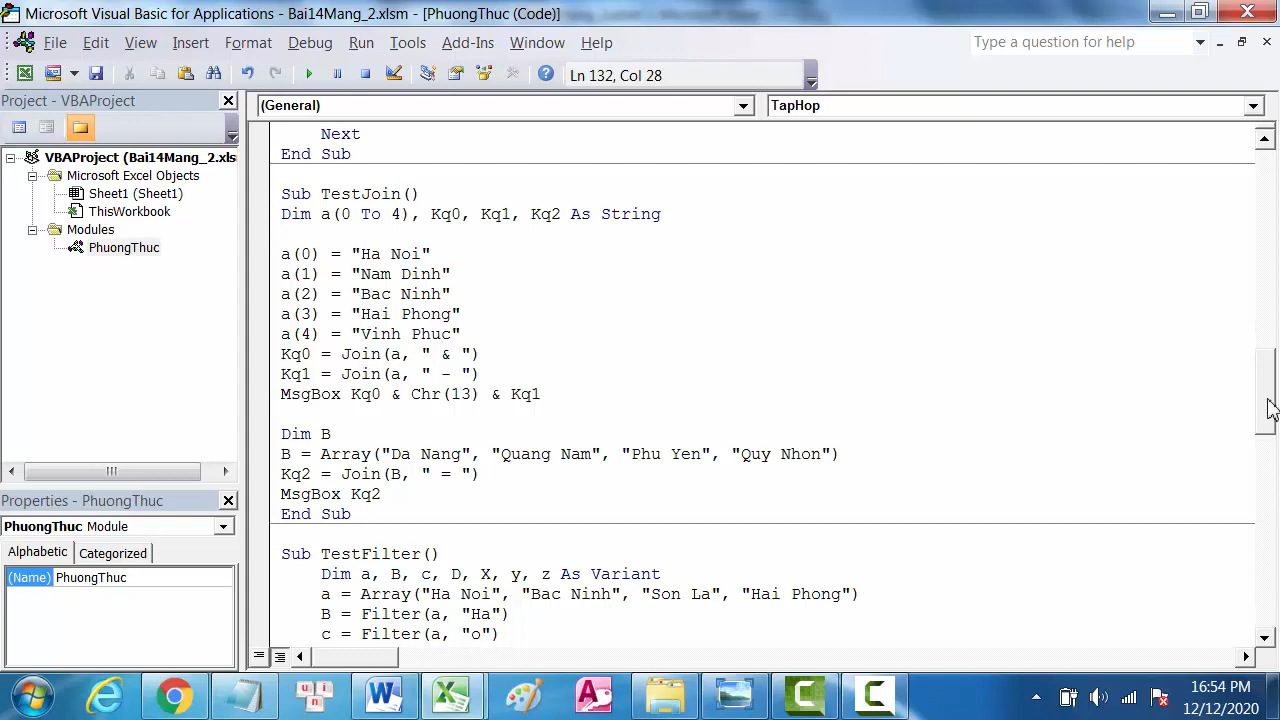 Microsoft Visual Basic for Applications - Bai14Mang_2.xlsm - [PhuongThuc (Code)]
File Edit View Insert Format Debug Run Tools Add-Ins Window Help
Type a question for help
Ln 132, Col 28
Project - VBAProject
(General)
TapHop
VBAProject (Bai14Mang_2.xls
Microsoft Excel Objects
Sheet1 (Sheet1)
ThisWorkbook
Modules
PhuongThuc
Properties - PhuongThuc
PhuongThuc Module
Alphabetic Categorized
(Name) PhuongThuc
Next
End Sub
Sub TestJoin()
Dim a(0 To 4), Kq0, Kq1, Kq2 As String
a(0) = "Ha Noi"
a(1) = "Nam Dinh"
a(2) = "Bac Ninh"
a(3) = "Hai Phong"
a(4) = "Vinh Phuc"
Kq0 = Join(a, " & ")
Kq1 = Join(a, " - ")
MsgBox Kq0 & Chr(13) & Kq1
Dim B
B = Array("Da Nang", "Quang Nam", "Phu Yen", "Quy Nhon")
Kq2 = Join(B, " = ")
MsgBox Kq2
End Sub
Sub TestFilter()
Dim a, B, c, D, X, y, z As Variant
a = Array("Ha Noi", "Bac Ninh", "Son La", "Hai Phong")
B = Filter(a, "Ha")
c = Filter(a, "o")
u i
n
16:54 PM
12/12/2020